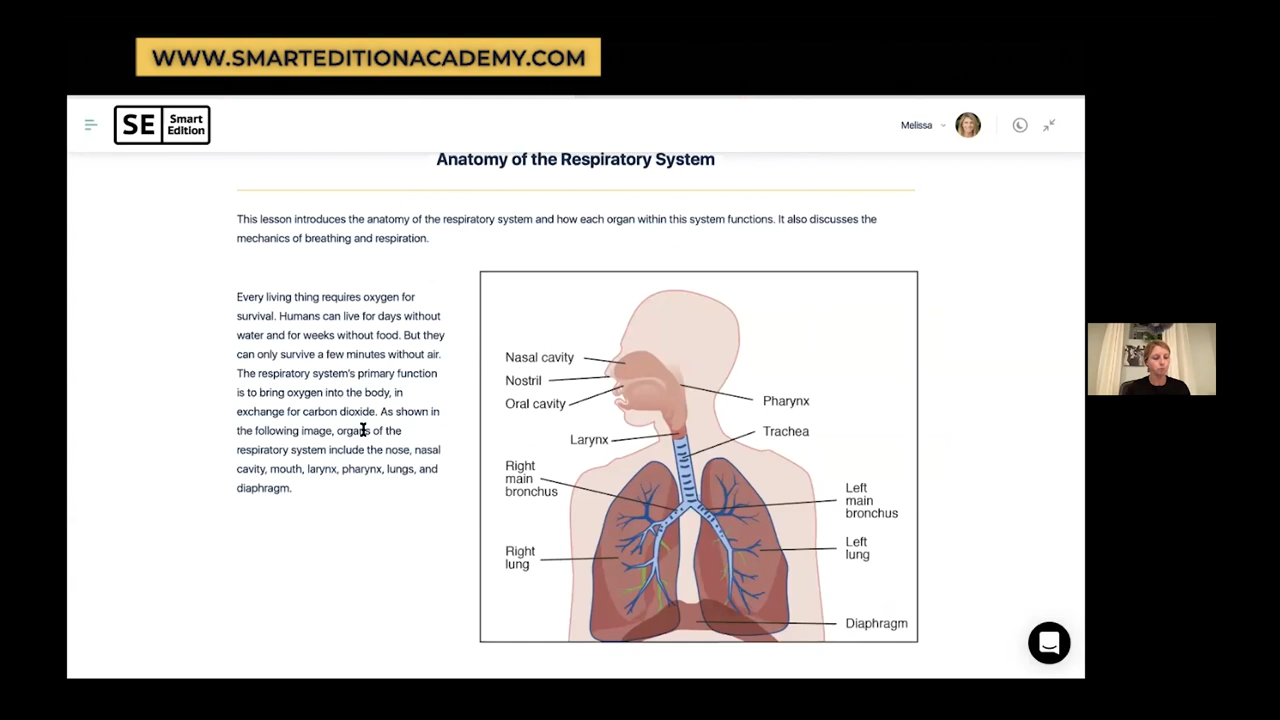 WWW.SMARTEDITIONACADEMY.COM
SE Smart Edition
Melissa
Anatomy of the Respiratory System
This lesson introduces the anatomy of the respiratory system and how each organ within this system functions. It also discusses the
mechanics of breathing and respiration.
Every living thing requires oxygen for
survival. Humans can live for days without
water and for weeks without food. But they
can only survive a few minutes without air.
The respiratory system's primary function
is to bring oxygen into the body, in
exchange for carbon dioxide. As shown in
the following image, organs of the
respiratory system include the nose, nasal
cavity, mouth, larynx, pharynx, lungs, and
diaphragm.
Nasal cavity
Nostril
Oral cavity
Pharynx
Larynx
Trachea
Right
main
bronchus
Left
main
bronchus
Right
lung
Left
lung
Diaphragm